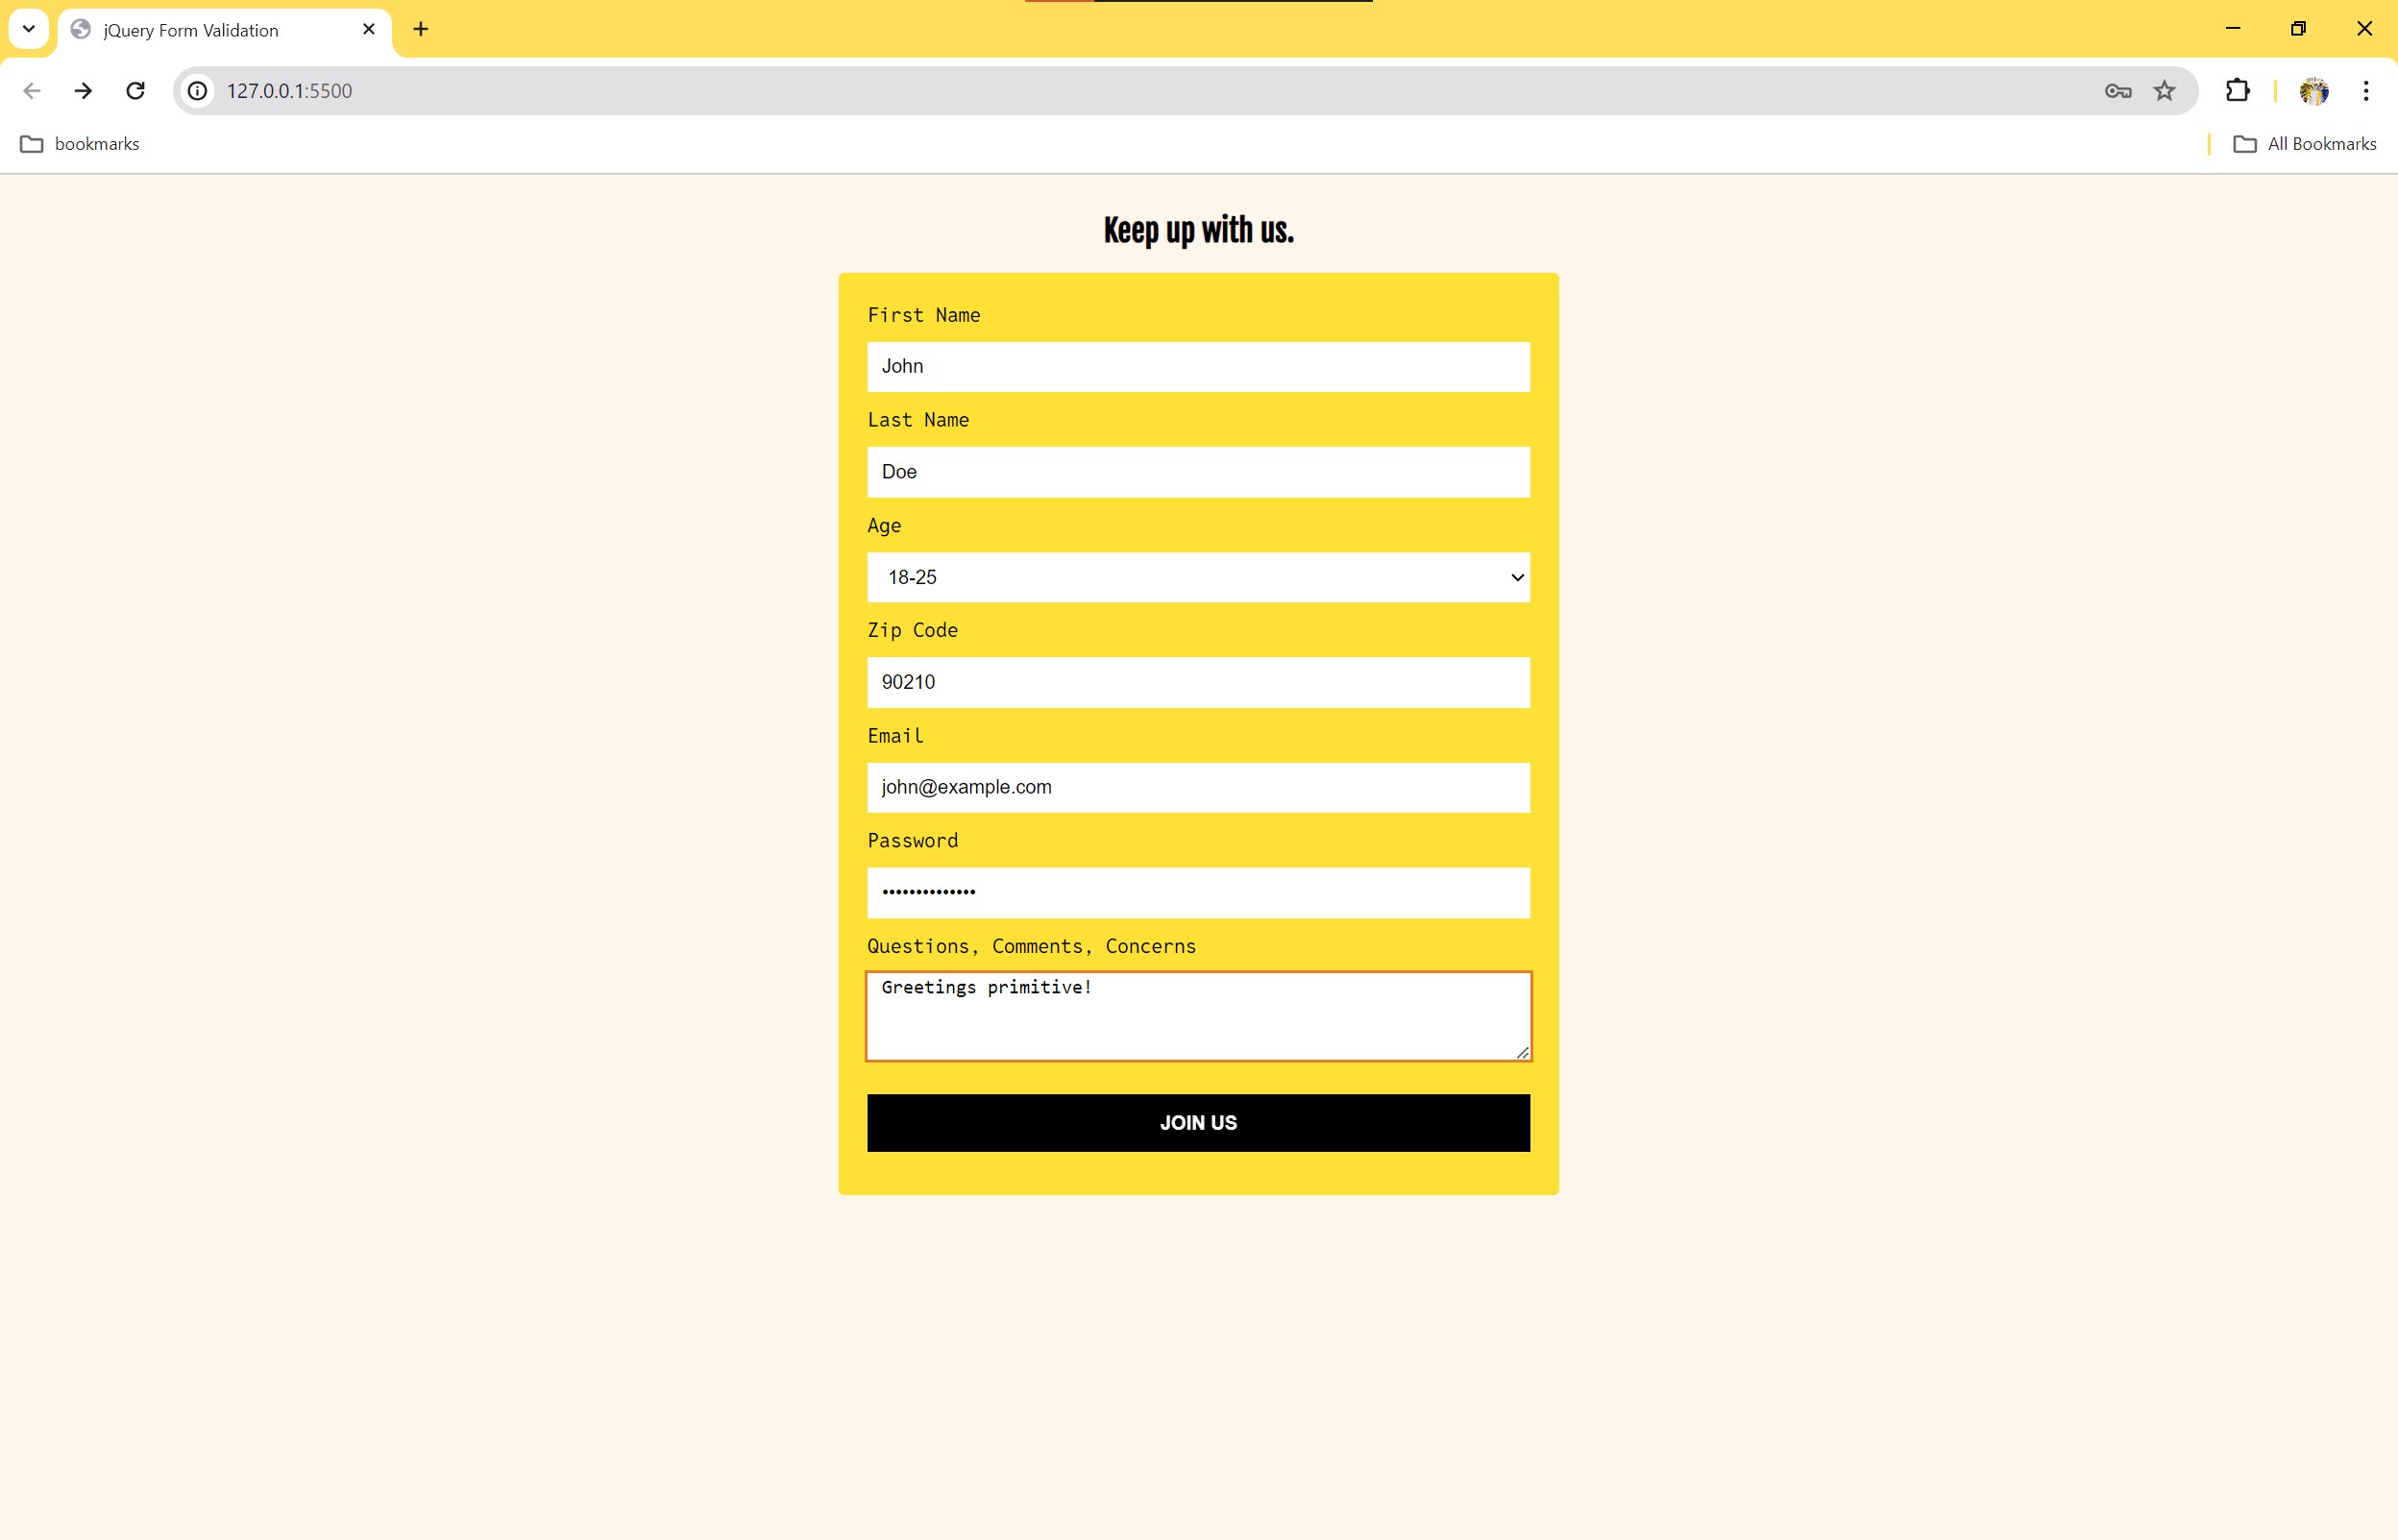 jQuery Form Validation
127.0.0.1:5500
bookmarks
All Bookmarks
Keep up with us.
First Name
John
Last Name
Doe
Age
18-25
Zip Code
90210
Email
john@example.com
Password
••••••••••••••
Questions, Comments, Concerns
Greetings primitive!
JOIN US